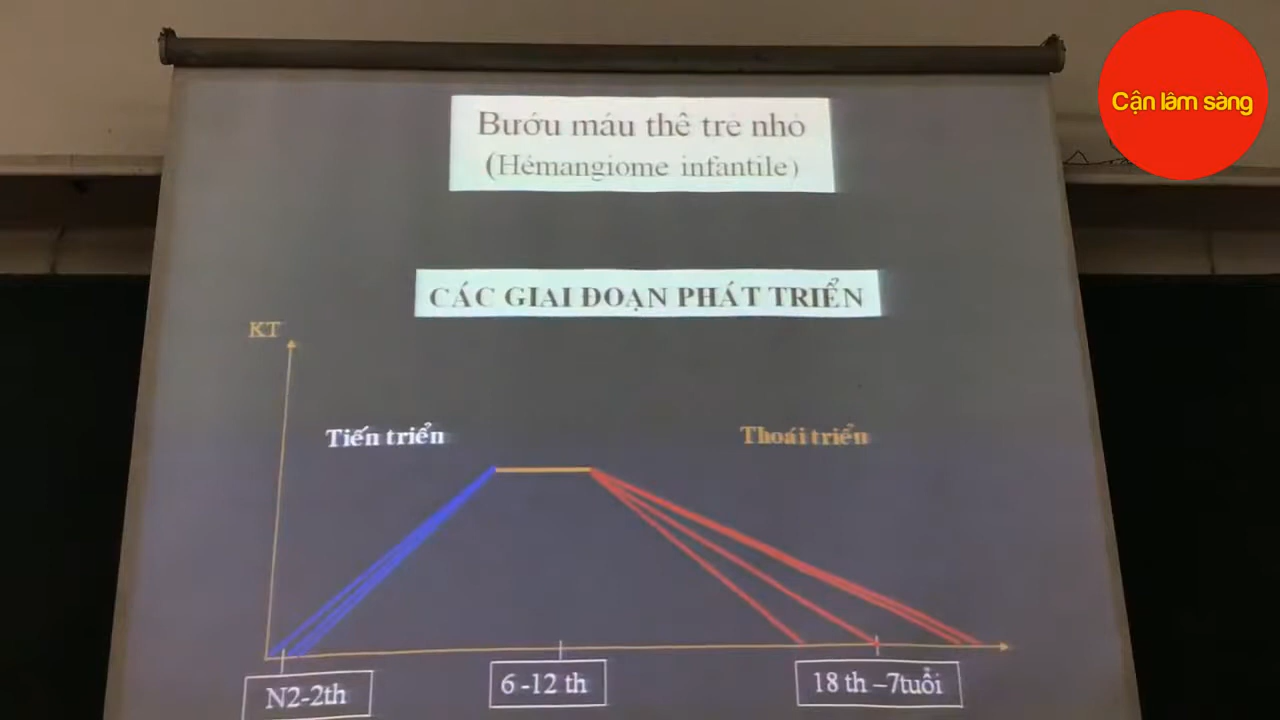 Cận lâm sàng
Bướu máu thể trẻ nhỏ
(Hémangiome infantile)
CÁC GIAI ĐOẠN PHÁT TRIỂN
KT
Tiến triển
Thoái triển
N2-2th
6 -12 th
18 th –7tuổi